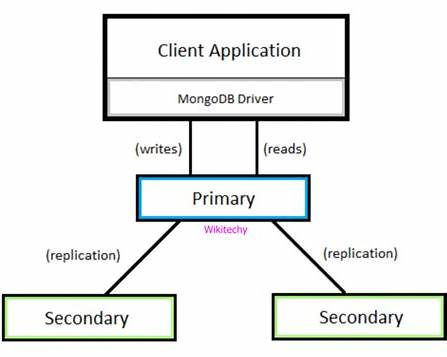 Client Application
MongoDB Driver
(writes)
(reads)
Primary
Wikitechy
(replication)
(replication)
Secondary
Secondary